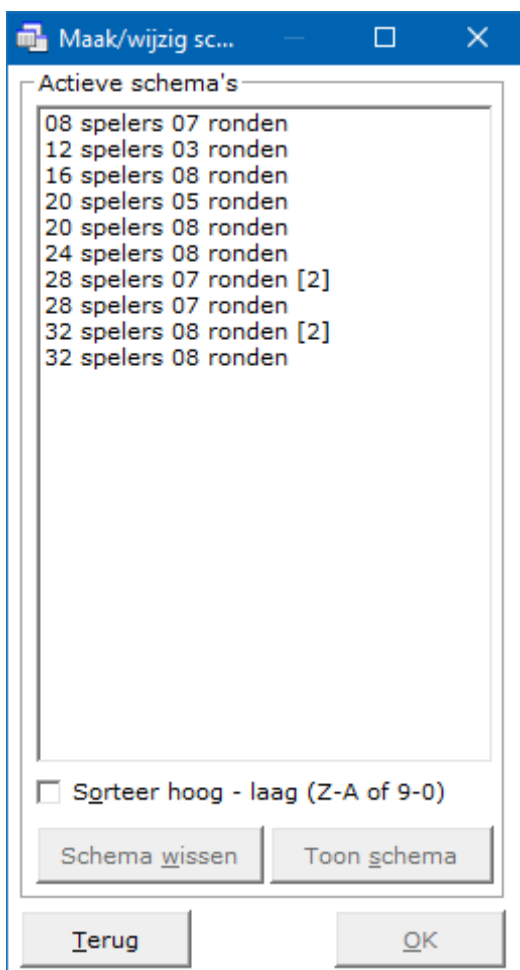 Maak/wijzig sc...
Actieve schema's
08 spelers 07 ronden
12 spelers 03 ronden
16 spelers 08 ronden
20 spelers 05 ronden
20 spelers 08 ronden
24 spelers 08 ronden
28 spelers 07 ronden [2]
28 spelers 07 ronden
32 spelers 08 ronden [2]
32 spelers 08 ronden
Sorteer hoog - laag (Z-A of 9-0)
Schema wissen Toon schema
Terug OK